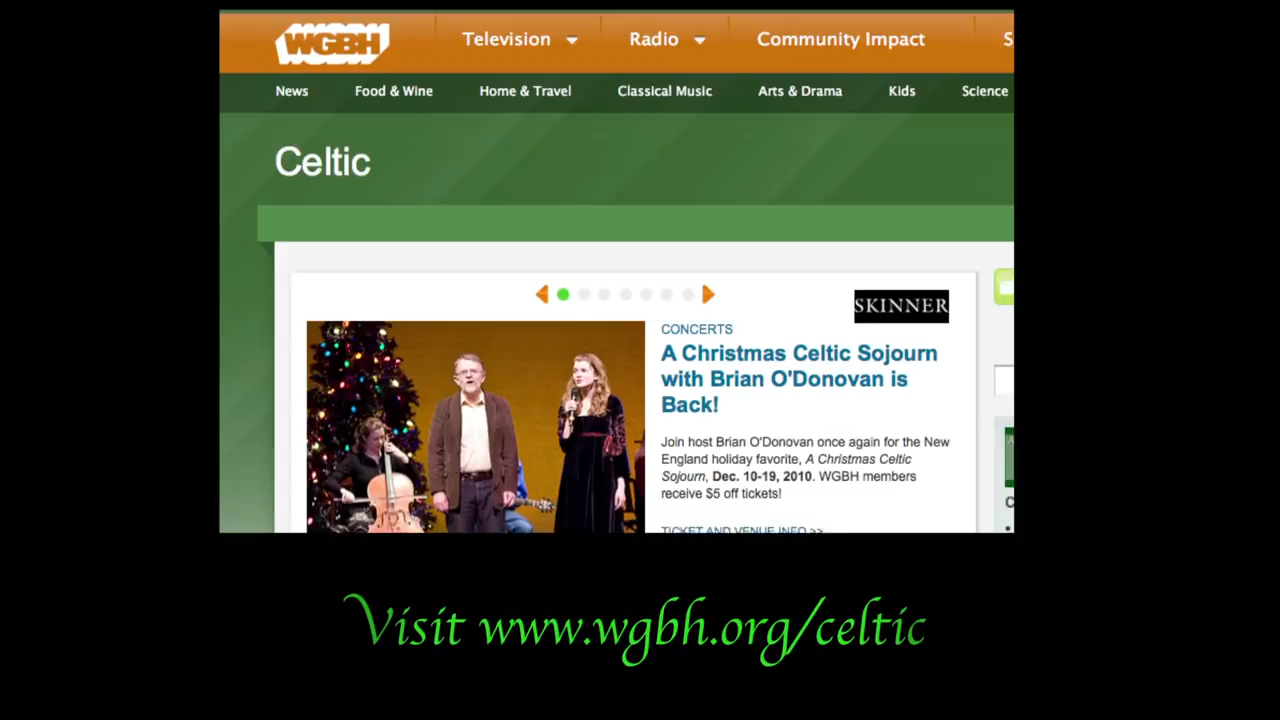 WGBH
Television Radio Community Impact S
News Food & Wine Home & Travel Classical Music Arts & Drama Kids Science
Celtic
SKINNER
CONCERTS
A Christmas Celtic Sojourn
with Brian O'Donovan is
Back!
Join host Brian O'Donovan once again for the New
England holiday favorite, A Christmas Celtic
Sojourn, Dec. 10-19, 2010. WGBH members
receive $5 off tickets!
TICKET AND VENUE INFO >>
Visit www.wgbh.org/celtic